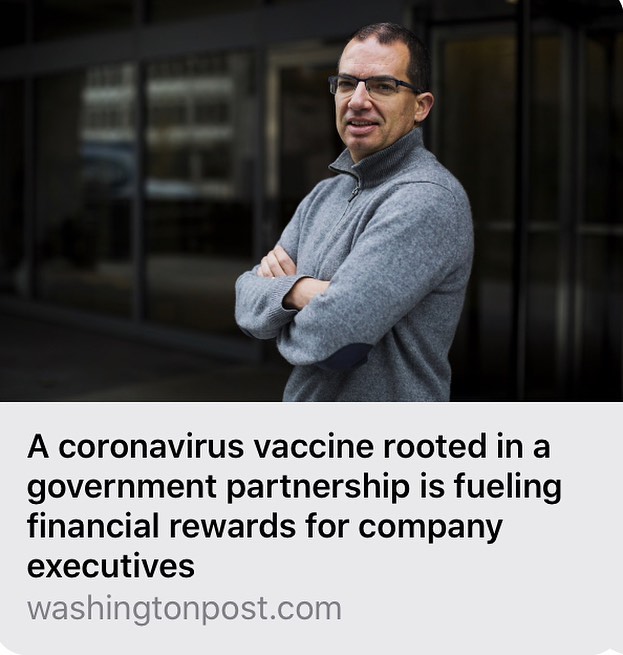 A coronavirus vaccine rooted in a
government partnership is fueling
financial rewards for company
executives
washingtonpost.com